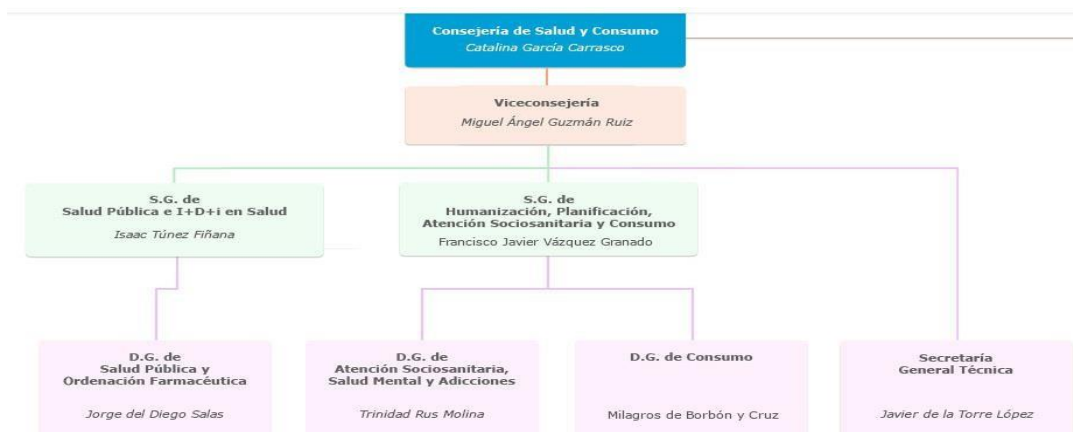 Consejería de Salud y Consumo
Catalina García Carrasco
Viceconsejería
Miguel Ángel Guzmán Ruiz
S.G. de
Salud Pública e I+D+i en Salud
Isaac Túnez Fiñana
S.G. de
Humanización, Planificación,
Atención Sociosanitaria y Consumo
Francisco Javier Vázquez Granado
D.G. de
Salud Pública y
Ordenación Farmacéutica
Jorge del Diego Salas
D.G. de
Atención Sociosanitaria,
Salud Mental y Adicciones
Trinidad Rus Molina
D.G. de Consumo
Milagros de Borbón y Cruz
Secretaría
General Técnica
Javier de la Torre López